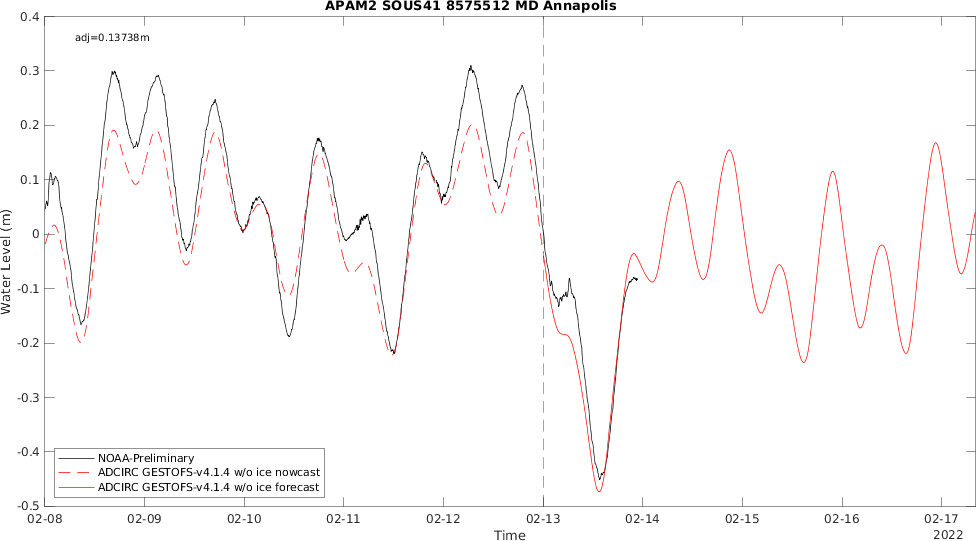 APAM2 SOUS41 8575512 MD Annapolis
adj=0.13738m
Water Level (m)
0.4
0.3
0.2
0.1
0
-0.1
-0.2
-0.3
-0.4
-0.5
NOAA-Preliminary
ADCIRC GESTOFS-v4.1.4 w/o ice nowcast
ADCIRC GESTOFS-v4.1.4 w/o ice forecast
02-08 02-09 02-10 02-11 02-12 02-13 02-14 02-15 02-16 02-17
Time
2022